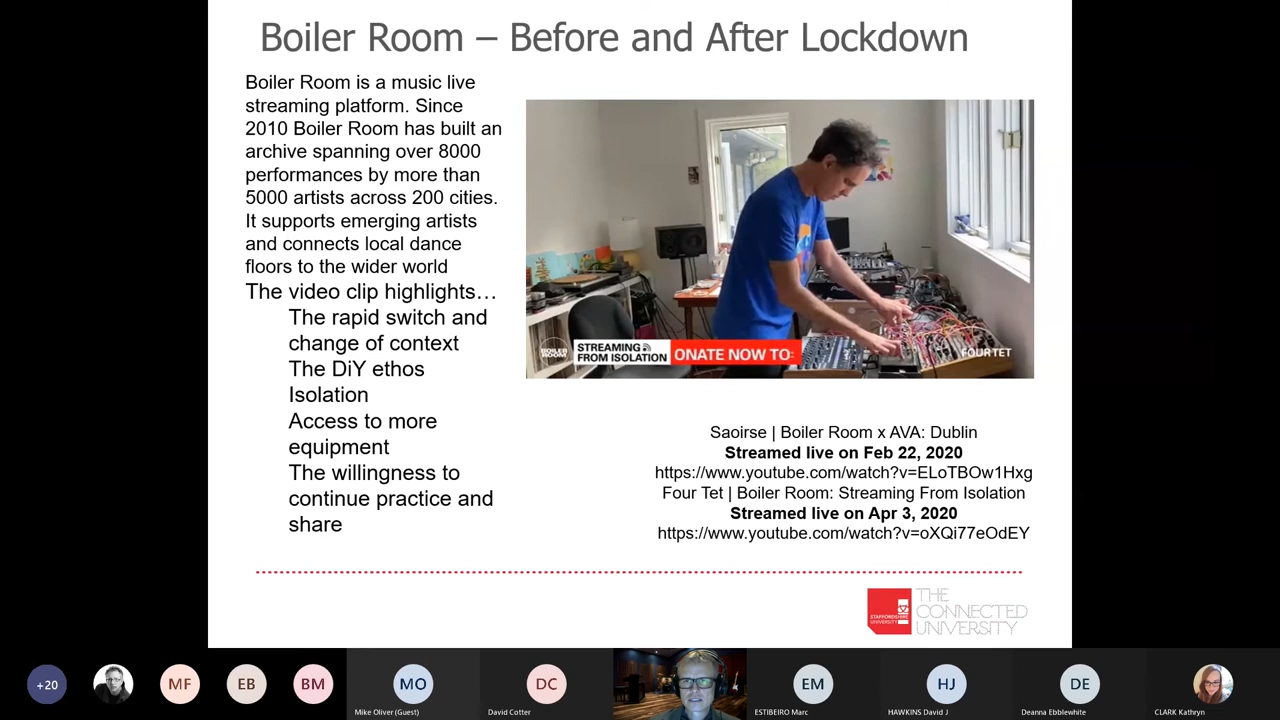 Boiler Room – Before and After Lockdown
Boiler Room is a music live
streaming platform. Since
2010 Boiler Room has built an
archive spanning over 8000
performances by more than
5000 artists across 200 cities.
It supports emerging artists
and connects local dance
floors to the wider world
The video clip highlights…
The rapid switch and
change of context
The DiY ethos
Isolation
Access to more
equipment
The willingness to
continue practice and
share
BOILER
ROOM
STREAMING
FROM ISOLATION
ONATE NOW TO:
FOUR TET
Saoirse | Boiler Room x AVA: Dublin
Streamed live on Feb 22, 2020
https://www.youtube.com/watch?v=ELoTBOw1Hxg
Four Tet | Boiler Room: Streaming From Isolation
Streamed live on Apr 3, 2020
https://www.youtube.com/watch?v=oXQi77eOdEY
STAFFORDSHIRE
UNIVERSITY
THE
CONNECTED
UNIVERSITY
+20
MF
EB
BM
MO
Mike Oliver (Guest)
DC
David Cotter
EM
ESTIBEIRO Marc
HJ
HAWKINS David J
DE
Deanna Ebblewhite
CLARK Kathryn